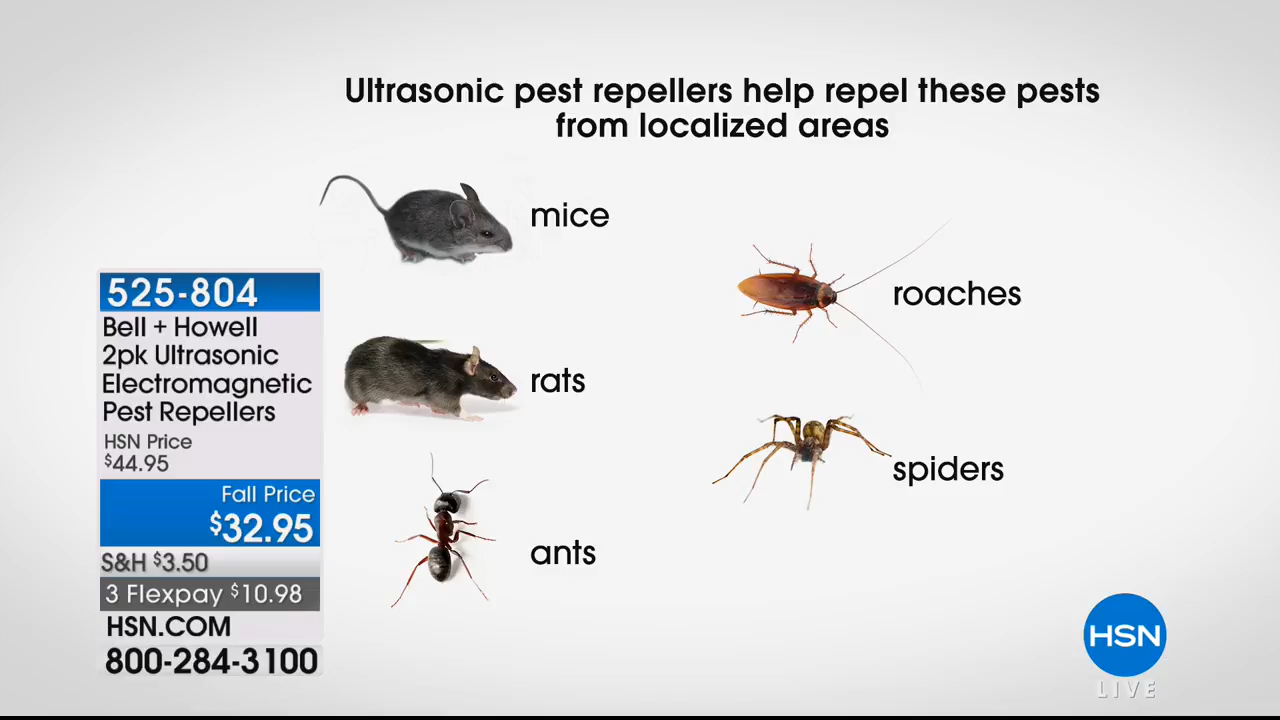 Ultrasonic pest repellers help repel these pests
from localized areas
mice
roaches
rats
spiders
ants
525-804
Bell + Howell
2pk Ultrasonic
Electromagnetic
Pest Repellers
HSN Price
$44.95
Fall Price
$32.95
S&H $3.50
3 Flexpay $10.98
HSN.COM
800-284-3100
HSN
LIVE